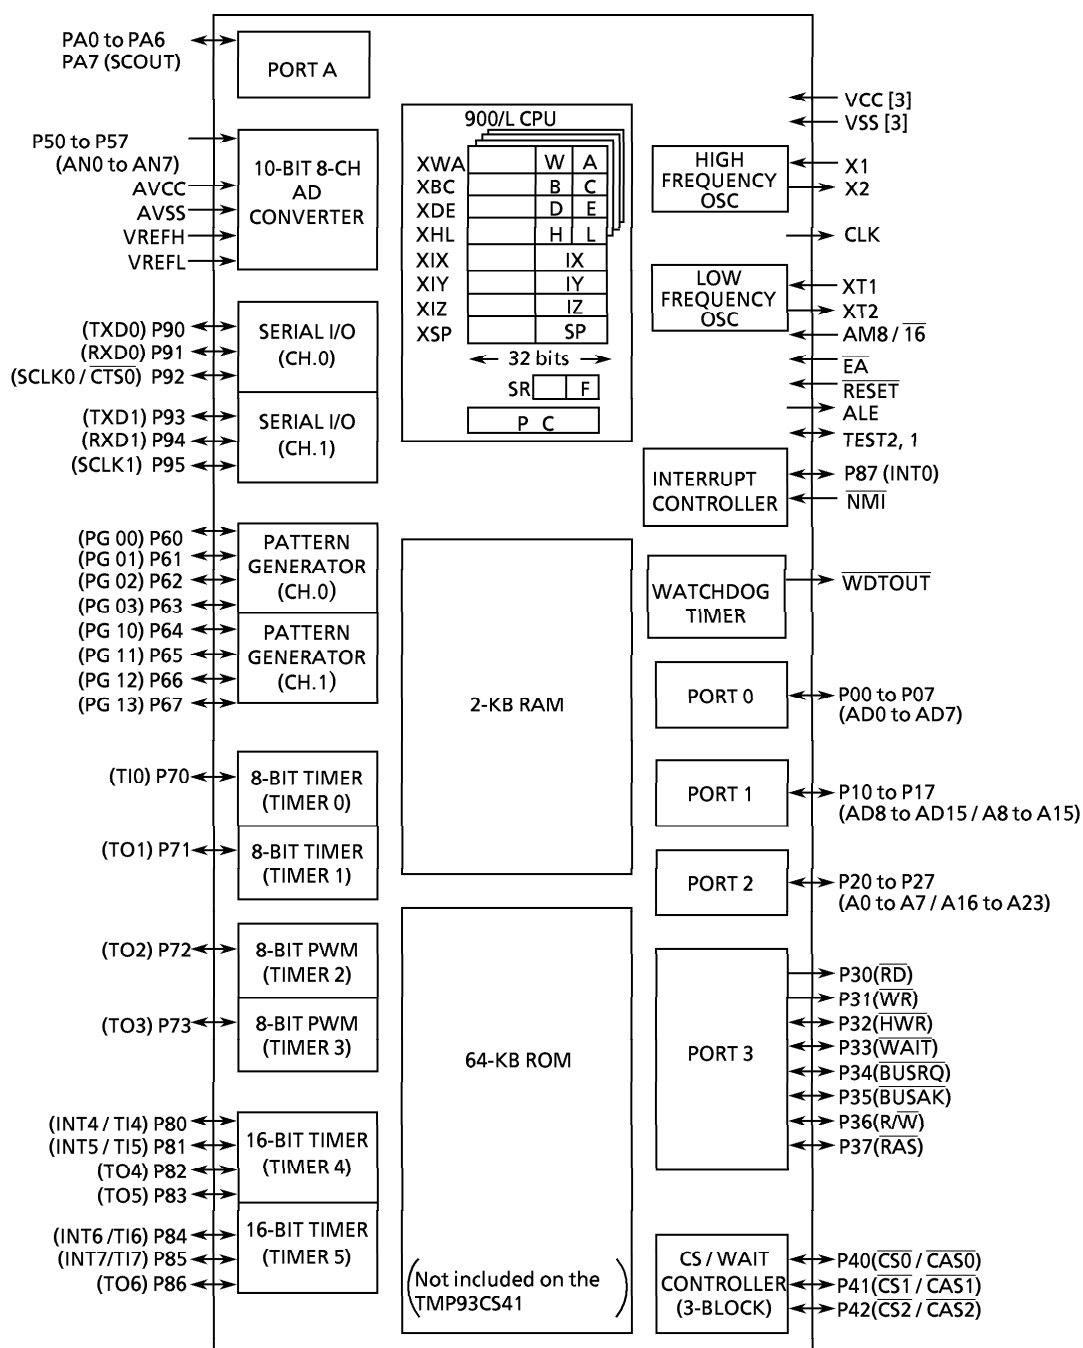 PA0 to PA6
PA7 (SCOUT)
PORT A
P50 to P57
(AN0 to AN7)
AVCC
AVSS
VREFH
VREFL
10-BIT 8-CH
AD
CONVERTER
(TXD0) P90
(RXD0) P91
(SCLK0 / CTS0) P92
SERIAL I/O
(CH.0)
(TXD1) P93
(RXD1) P94
(SCLK1) P95
SERIAL I/O
(CH.1)
(PG 00) P60
(PG 01) P61
(PG 02) P62
(PG 03) P63
PATTERN
GENERATOR
(CH.0)
(PG 10) P64
(PG 11) P65
(PG 12) P66
(PG 13) P67
PATTERN
GENERATOR
(CH.1)
(TI0) P70
8-BIT TIMER
(TIMER 0)
(TO1) P71
8-BIT TIMER
(TIMER 1)
(TO2) P72
8-BIT PWM
(TIMER 2)
(TO3) P73
8-BIT PWM
(TIMER 3)
(INT4 / TI4) P80
(INT5 / TI5) P81
(TO4) P82
(TO5) P83
16-BIT TIMER
(TIMER 4)
(INT6 /TI6) P84
(INT7/TI7) P85
(TO6) P86
16-BIT TIMER
(TIMER 5)
900/L CPU
XWA W A
XBC B C
XDE D E
XHL H L
XIX IX
XIY IY
XIZ IZ
XSP SP
32 bits
SR F
P C
2-KB RAM
64-KB ROM
(Not included on the
TMP93CS41)
VCC [3]
VSS [3]
HIGH
FREQUENCY
OSC
X1
X2
CLK
LOW
FREQUENCY
OSC
XT1
XT2
AM8 / 16
EA
RESET
ALE
TEST2, 1
INTERRUPT
CONTROLLER
P87 (INT0)
NMI
WATCHDOG
TIMER
WDTOUT
PORT 0
P00 to P07
(AD0 to AD7)
PORT 1
P10 to P17
(AD8 to AD15 / A8 to A15)
PORT 2
P20 to P27
(A0 to A7 / A16 to A23)
PORT 3
P30(RD)
P31(WR)
P32(HWR)
P33(WAIT)
P34(BUSRQ)
P35(BUSAK)
P36(R/W)
P37(RAS)
CS / WAIT
CONTROLLER
(3-BLOCK)
P40(CS0 / CAS0)
P41(CS1 / CAS1)
P42(CS2 / CAS2)